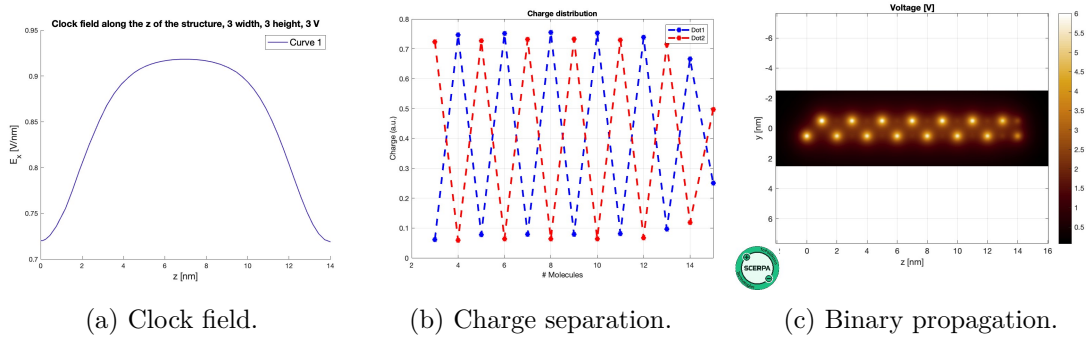 Clock field along the z of the structure, 3 width, 3 height, 3 V
0.95
0.9
0.85
0.8
0.75
0.7
E_x [V/nm]
0 2 4 6 8 10 12 14
z [nm]
Curve 1
(a) Clock field.
Charge distribution
0.8
0.7
0.6
0.5
0.4
0.3
0.2
0.1
0
Charge (a.u.)
2 4 6 8 10 12 14
# Molecules
Dot1
Dot2
(b) Charge separation.
Voltage [V]
-6
-4
-2
0
2
4
6
y [nm]
0 2 4 6 8 10 12 14 16
z [nm]
6
5.5
5
4.5
4
3.5
3
2.5
2
1.5
1
0.5
SCERPA
(c) Binary propagation.